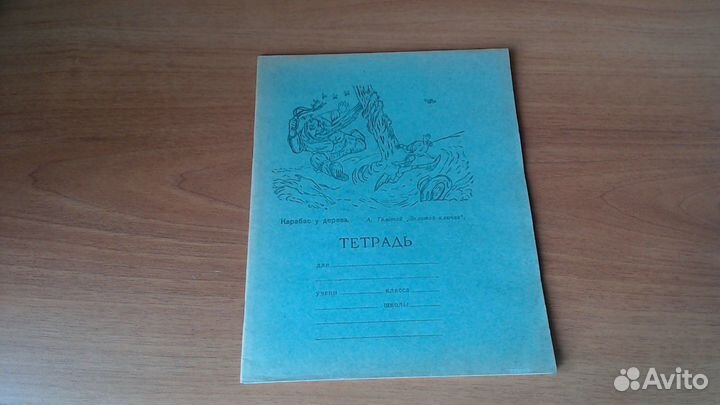 Карабас у дерева. А. Толстой „Золотой ключик".
ТЕТРАДЬ
для
учени класса
школы
Avito